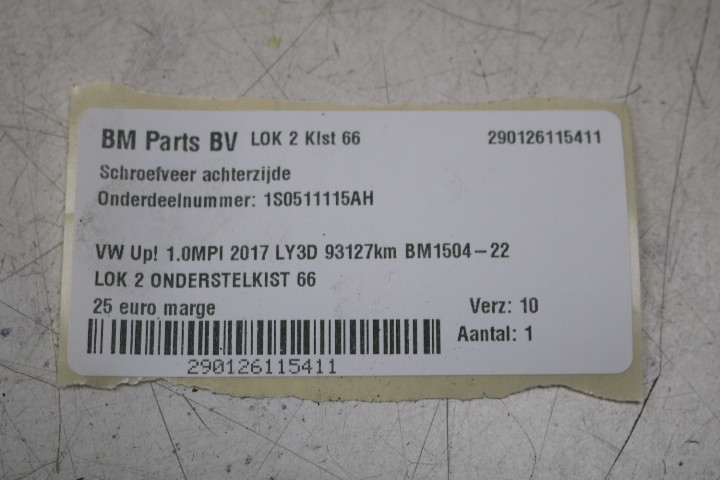 BM Parts BV LOK 2 Klst 66 290126115411
Schroefveer achterzijde
Onderdeelnummer: 1S0511115AH
VW Up! 1.0MPI 2017 LY3D 93127km BM1504-22
LOK 2 ONDERSTELKIST 66
25 euro marge Verz: 10
Aantal: 1
290126115411